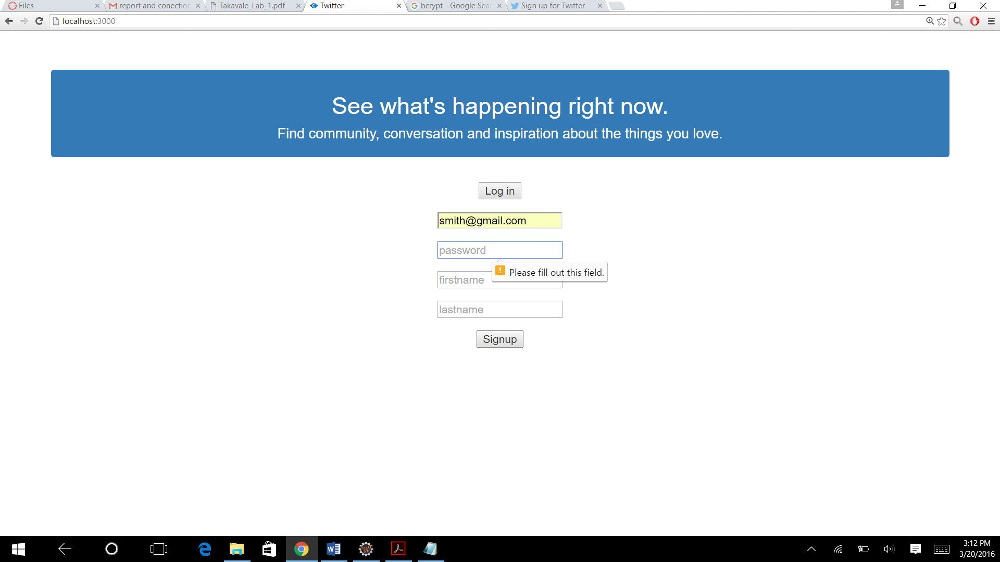 Files
report and conection
Takavale_Lab_1.pdf
Twitter
bcrypt - Google Sea
Sign up for Twitter
localhost:3000
See what's happening right now.
Find community, conversation and inspiration about the things you love.
Log in
smith@gmail.com
password
Please fill out this field.
firstname
lastname
Signup
3:12 PM
3/20/2016